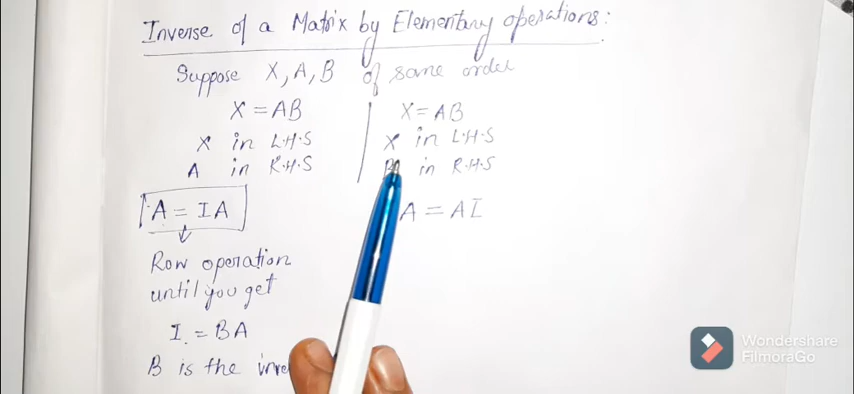 Inverse of a Matrix by Elementary operations:
Suppose X, A, B of same order
X = AB
X in L.H.S
A in R.H.S
A = IA
Row operation
until you get
I = BA
B is the
X = AB
X in L.H.S
in R.H.S
A = AI
Wondershare
FilmoraGo